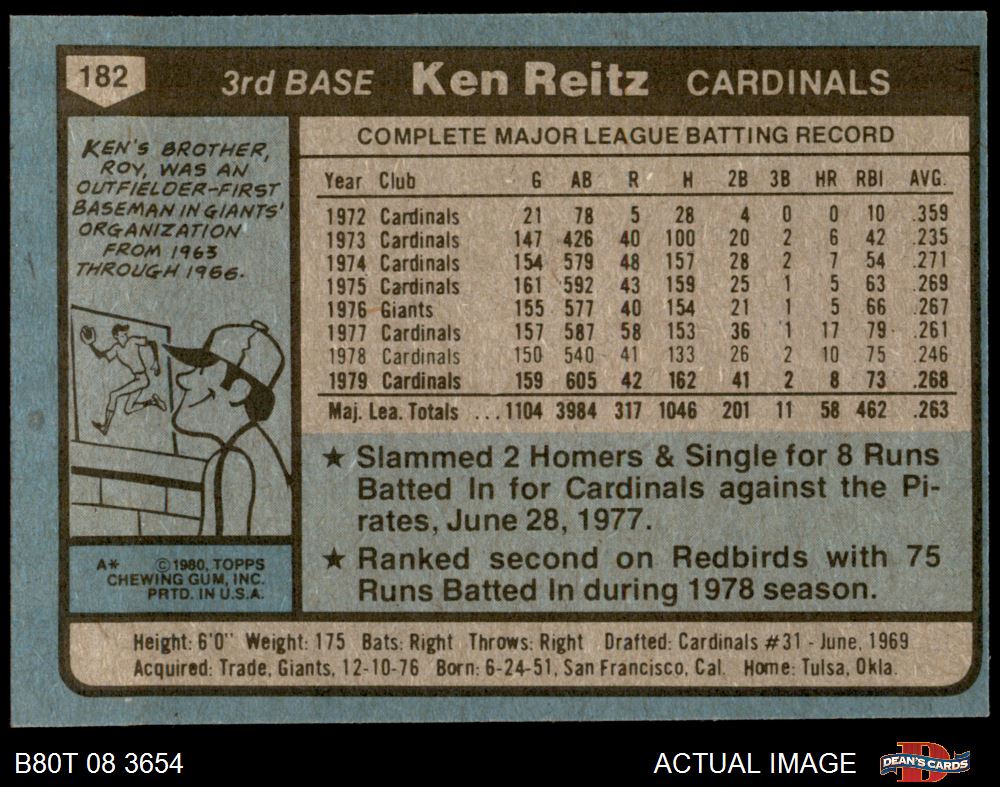 182
3rd BASE Ken Reitz CARDINALS
KEN'S BROTHER,
ROY, WAS AN
OUTFIELDER-FIRST
BASEMAN IN GIANTS'
ORGANIZATION
FROM 1963
THROUGH 1966.
A* © 1980, TOPPS
CHEWING GUM, INC.
PRTD. IN U.S.A.
COMPLETE MAJOR LEAGUE BATTING RECORD
Year Club G AB R H 2B 3B HR RBI AVG.
1972 Cardinals 21 78 5 28 4 0 0 10 .359
1973 Cardinals 147 426 40 100 20 2 6 42 .235
1974 Cardinals 154 579 48 157 28 2 7 54 .271
1975 Cardinals 161 592 43 159 25 1 5 63 .269
1976 Giants 155 577 40 154 21 1 5 66 .267
1977 Cardinals 157 587 58 153 36 1 17 79 .261
1978 Cardinals 150 540 41 133 26 2 10 75 .246
1979 Cardinals 159 605 42 162 41 2 8 73 .268
Maj. Lea. Totals ...1104 3984 317 1046 201 11 58 462 .263
★ Slammed 2 Homers & Single for 8 Runs
Batted In for Cardinals against the Pi-
rates, June 28, 1977.
★ Ranked second on Redbirds with 75
Runs Batted In during 1978 season.
Height: 6'0" Weight: 175 Bats: Right Throws: Right Drafted: Cardinals #31 - June, 1969
Acquired: Trade, Giants, 12-10-76 Born: 6-24-51, San Francisco, Cal. Home: Tulsa, Okla.
B80T 08 3654 ACTUAL IMAGE DEAN'S CARDS